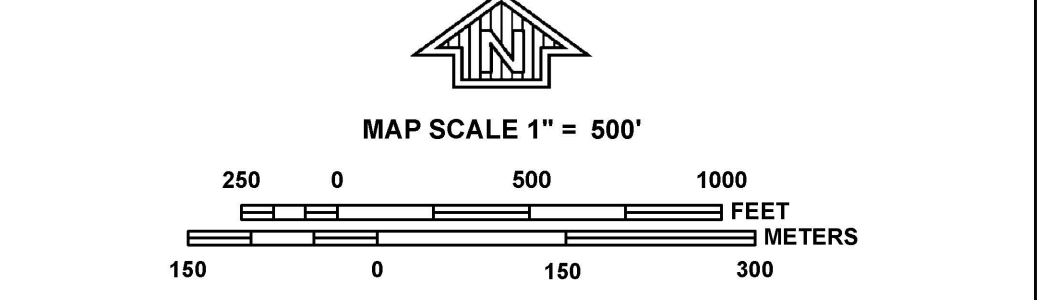 N
MAP SCALE 1" = 500'
250 0 500 1000
FEET
METERS
150 0 150 300